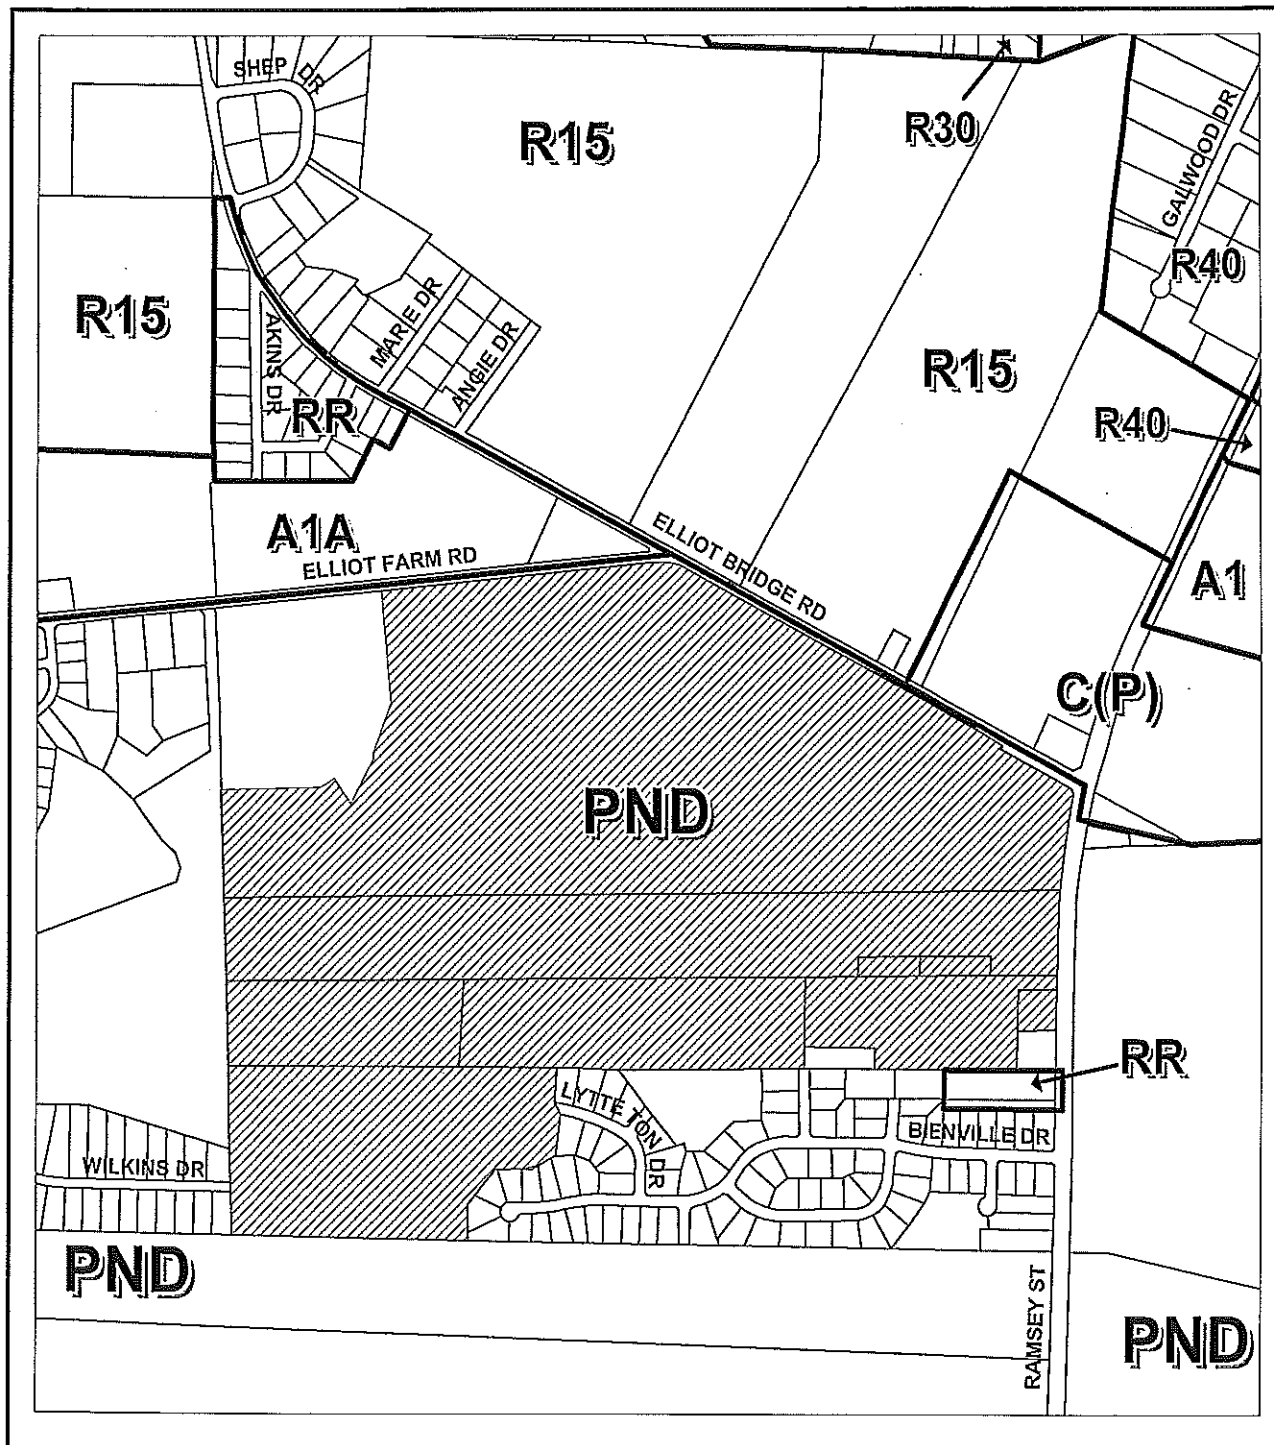 SHEP DR
R15
R30
GALWOOD DR
R40
R15
AKINS DR
MARIE DR
ANGIE DR
RR
R15
R40
A1A
ELLIOT FARM RD
ELLIOT BRIDGE RD
A1
C(P)
PND
RR
LYTTETON DR
BIENVILLE DR
WILKINS DR
PND
RAMSEY ST
PND